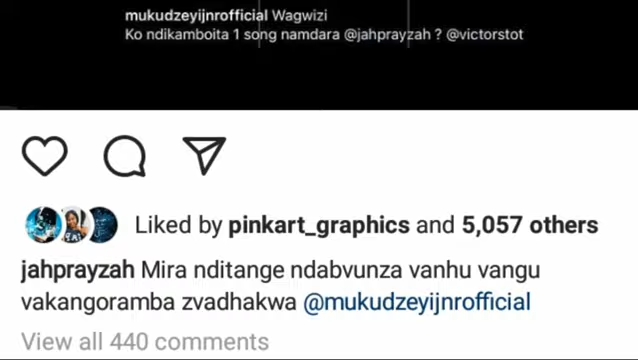 mukudzeyijnrofficial Wagwizi
Ko ndikamboita 1 song namdara @jahprayzah ? @victorstot
Liked by pinkart_graphics and 5,057 others
jahprayzah Mira nditange ndabvunza vanhu vangu
vakangoramba zvadhakwa @mukudzeyijnrofficial
View all 440 comments